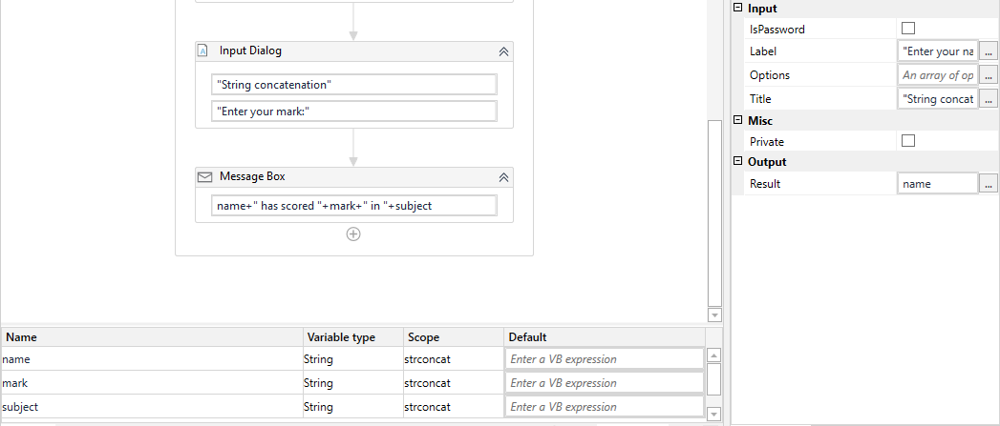 Input Dialog
"String concatenation"
"Enter your mark:"
Message Box
name+" has scored "+mark+" in "+subject
Name Variable type Scope Default
name String strconcat Enter a VB expression
mark String strconcat Enter a VB expression
subject String strconcat Enter a VB expression
Input
IsPassword
Label "Enter your na ...
Options An array of op ...
Title "String concat ...
Misc
Private
Output
Result name ...